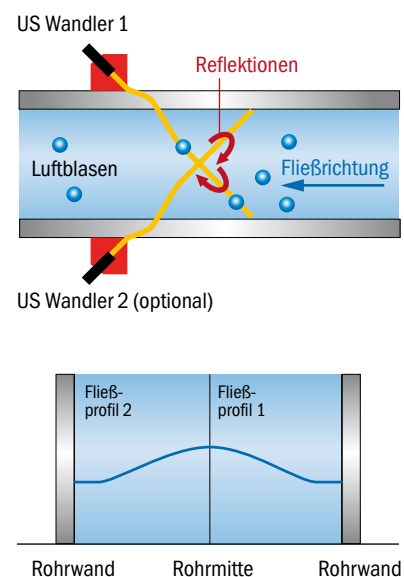 US Wandler 1
Reflektionen
Luftblasen
Fließrichtung
US Wandler 2 (optional)
Fließ-
profil 2
Fließ-
profil 1
Rohrwand
Rohrmitte
Rohrwand